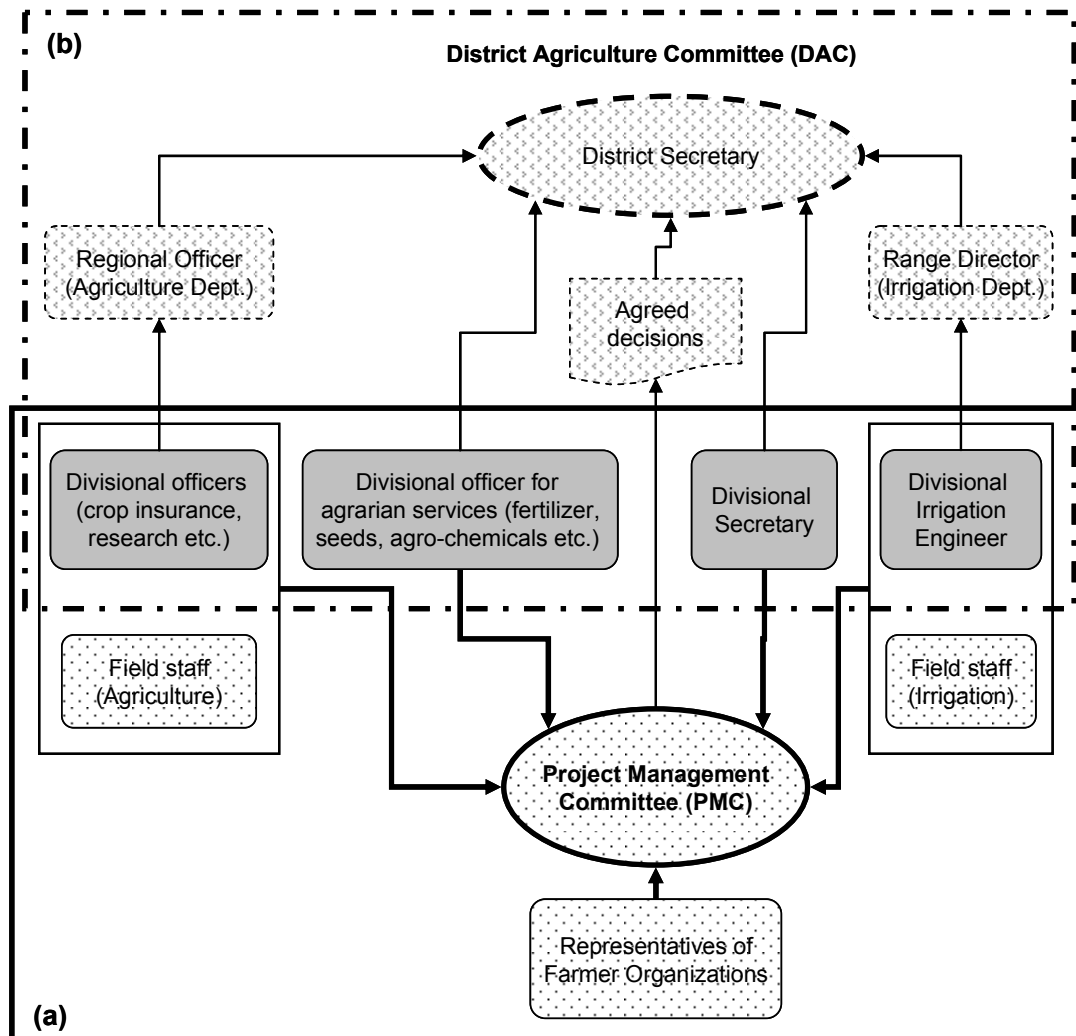 (b)
District Agriculture Committee (DAC)
District Secretary
Regional Officer
(Agriculture Dept.)
Agreed
decisions
Range Director
(Irrigation Dept.)
Divisional officers
(crop insurance,
research etc.)
Divisional officer for
agrarian services (fertilizer,
seeds, agro-chemicals etc.)
Divisional
Secretary
Divisional
Irrigation
Engineer
Field staff
(Agriculture)
Field staff
(Irrigation)
Project Management
Committee (PMC)
Representatives of
Farmer Organizations
(a)